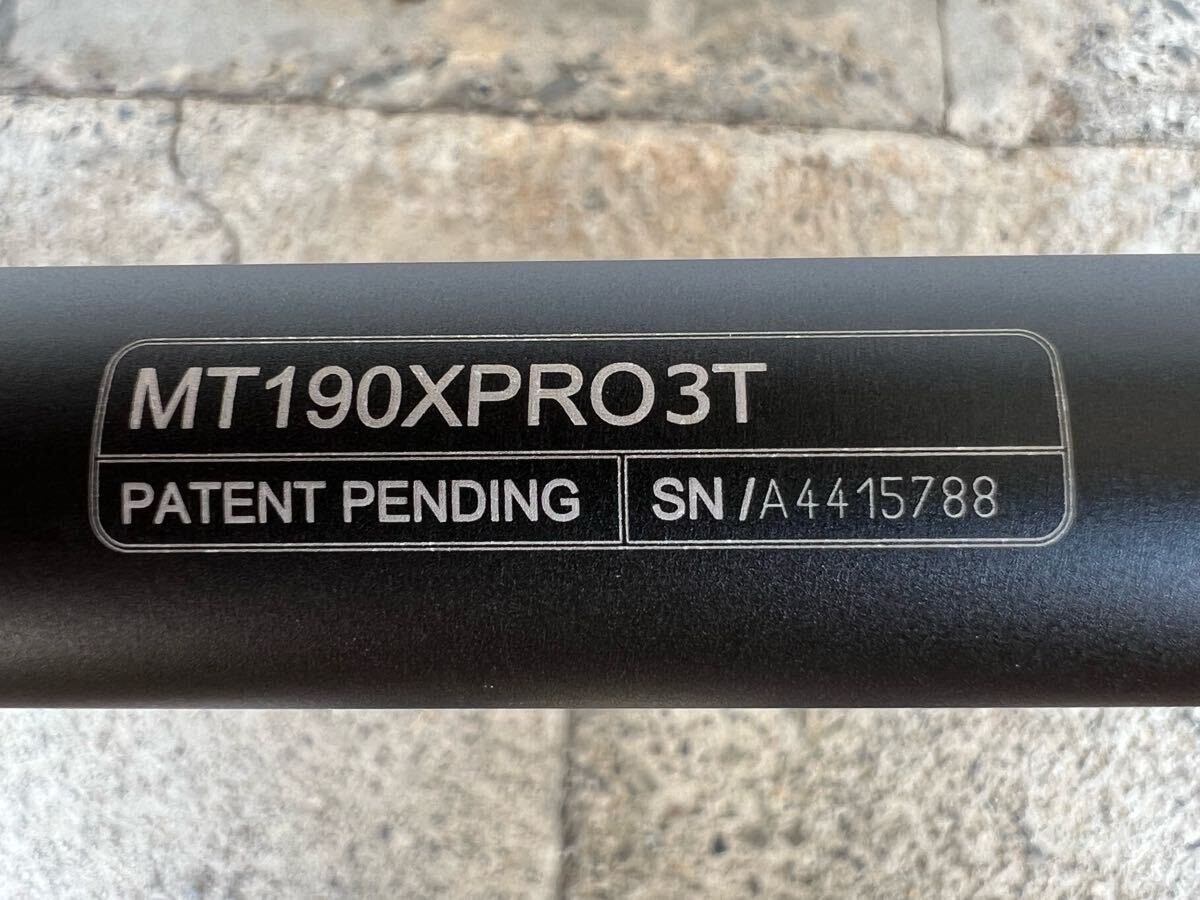 MT190XPRO3T
PATENT PENDING
SN /A4415788